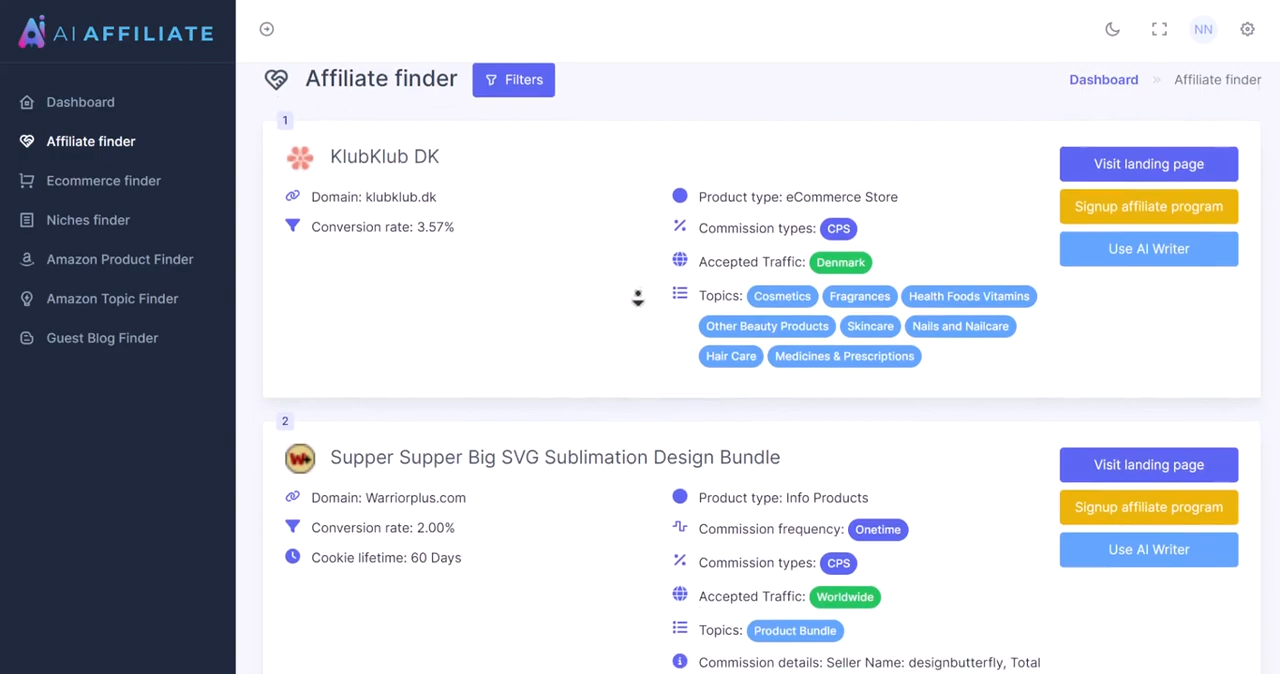 AI AFFILIATE
NN
Dashboard
Affiliate finder
Ecommerce finder
Niches finder
Amazon Product Finder
Amazon Topic Finder
Guest Blog Finder
Affiliate finder
Filters
Dashboard » Affiliate finder
1
KlubKlub DK
Domain: klubklub.dk
Conversion rate: 3.57%
Product type: eCommerce Store
Commission types: CPS
Accepted Traffic: Denmark
Topics: Cosmetics Fragrances Health Foods Vitamins
Other Beauty Products Skincare Nails and Nailcare
Hair Care Medicines & Prescriptions
Visit landing page
Signup affiliate program
Use AI Writer
2
Supper Supper Big SVG Sublimation Design Bundle
Domain: Warriorplus.com
Conversion rate: 2.00%
Cookie lifetime: 60 Days
Product type: Info Products
Commission frequency: Onetime
Commission types: CPS
Accepted Traffic: Worldwide
Topics: Product Bundle
Commission details: Seller Name: designbutterfly, Total
Visit landing page
Signup affiliate program
Use AI Writer